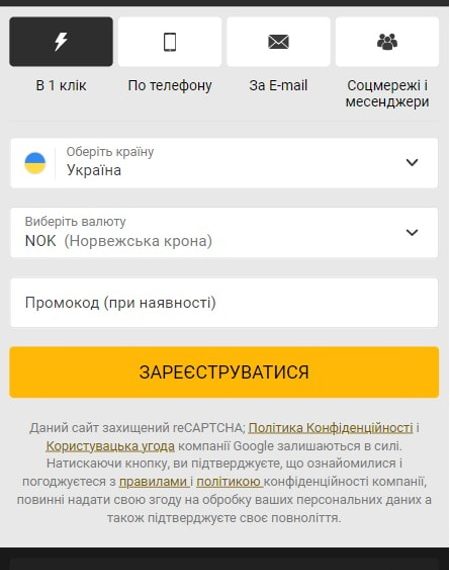 В 1 клік
По телефону
За E-mail
Соцмережі і
месенджери
Оберіть країну
Україна
Виберіть валюту
NOK (Норвежська крона)
Промокод (при наявності)
ЗАРЕЄСТРУВАТИСЯ
Даний сайт захищений reCAPTCHA; Політика Конфіденційності і
Користувацька угода компанії Google залишаються в силі.
Натискаючи кнопку, ви підтверджуєте, що ознайомилися і
погоджуєтеся з правилами і політикою конфіденційності компанії,
повинні надати свою згоду на обробку ваших персональних даних а
також підтверджуєте своє повноліття.